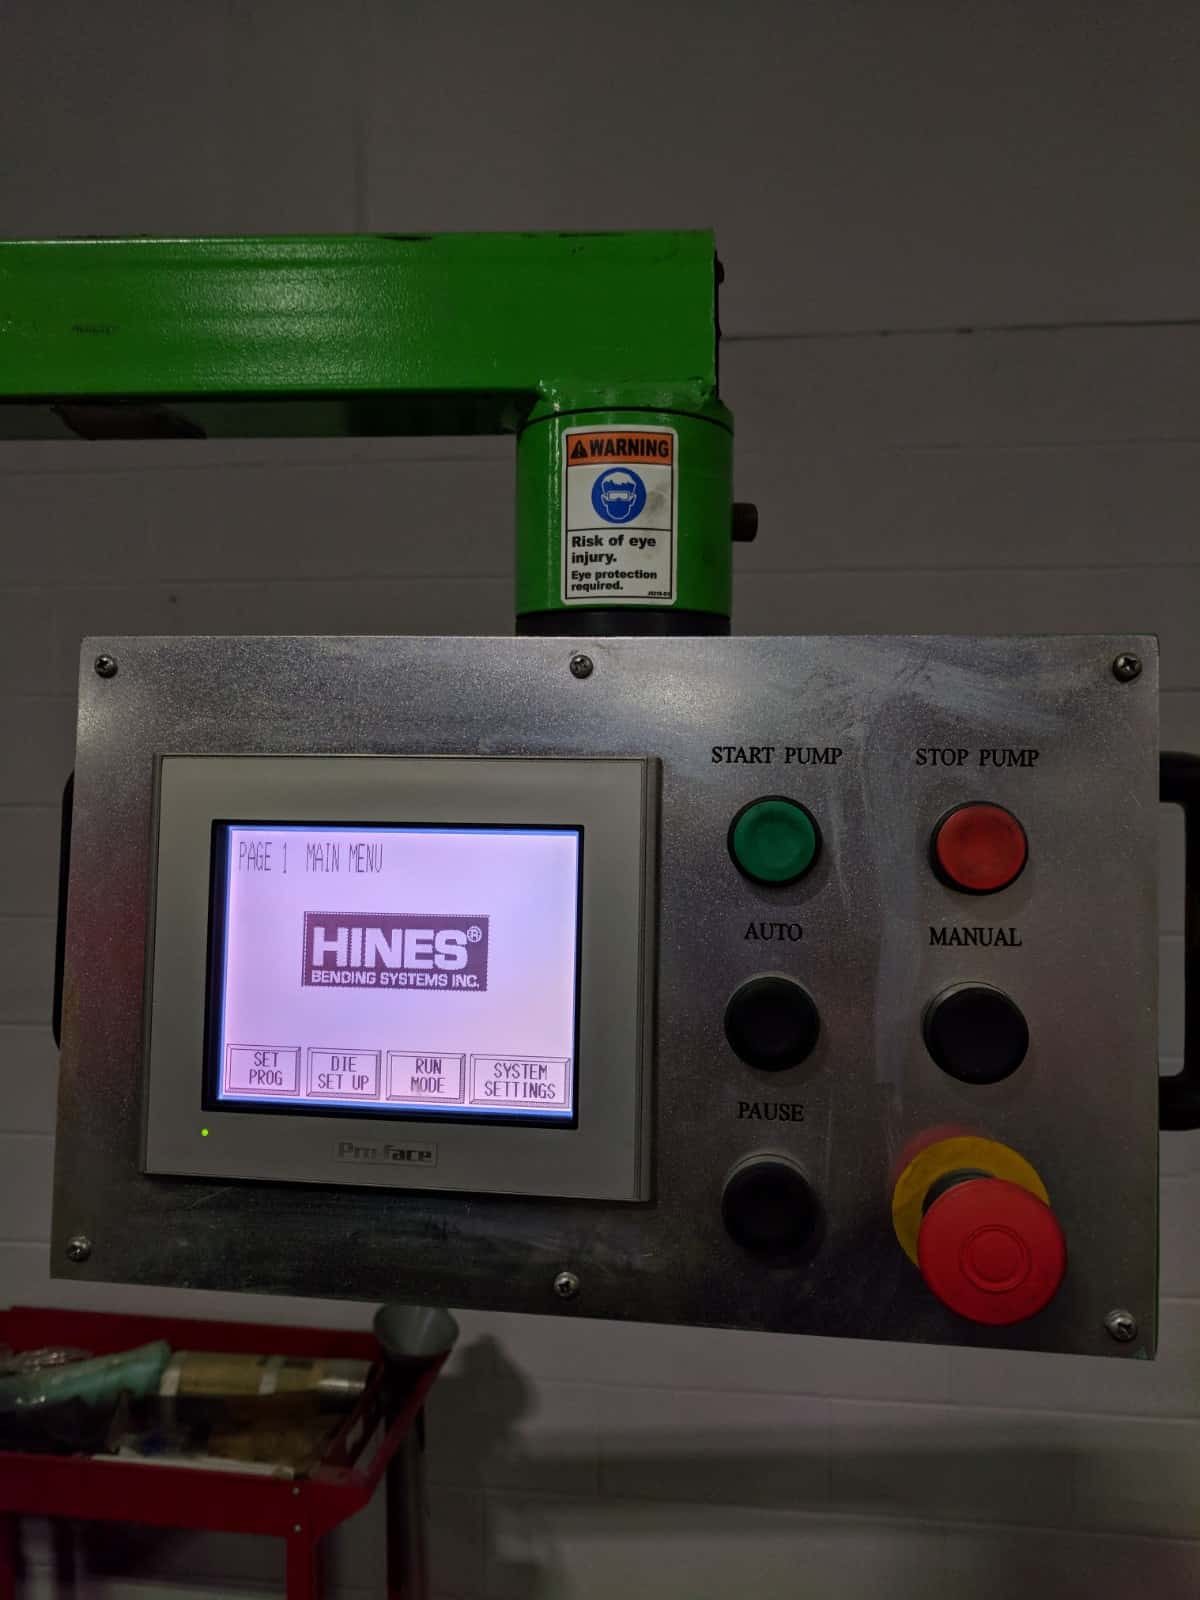 WARNING
Risk of eye
injury.
Eye protection
required.
START PUMP
STOP PUMP
PAGE 1 MAIN MENU
HINES®
BENDING SYSTEMS INC.
AUTO
MANUAL
SET
PROG
DIE
SET UP
RUN
MODE
SYSTEM
SETTINGS
PAUSE
Pro-face